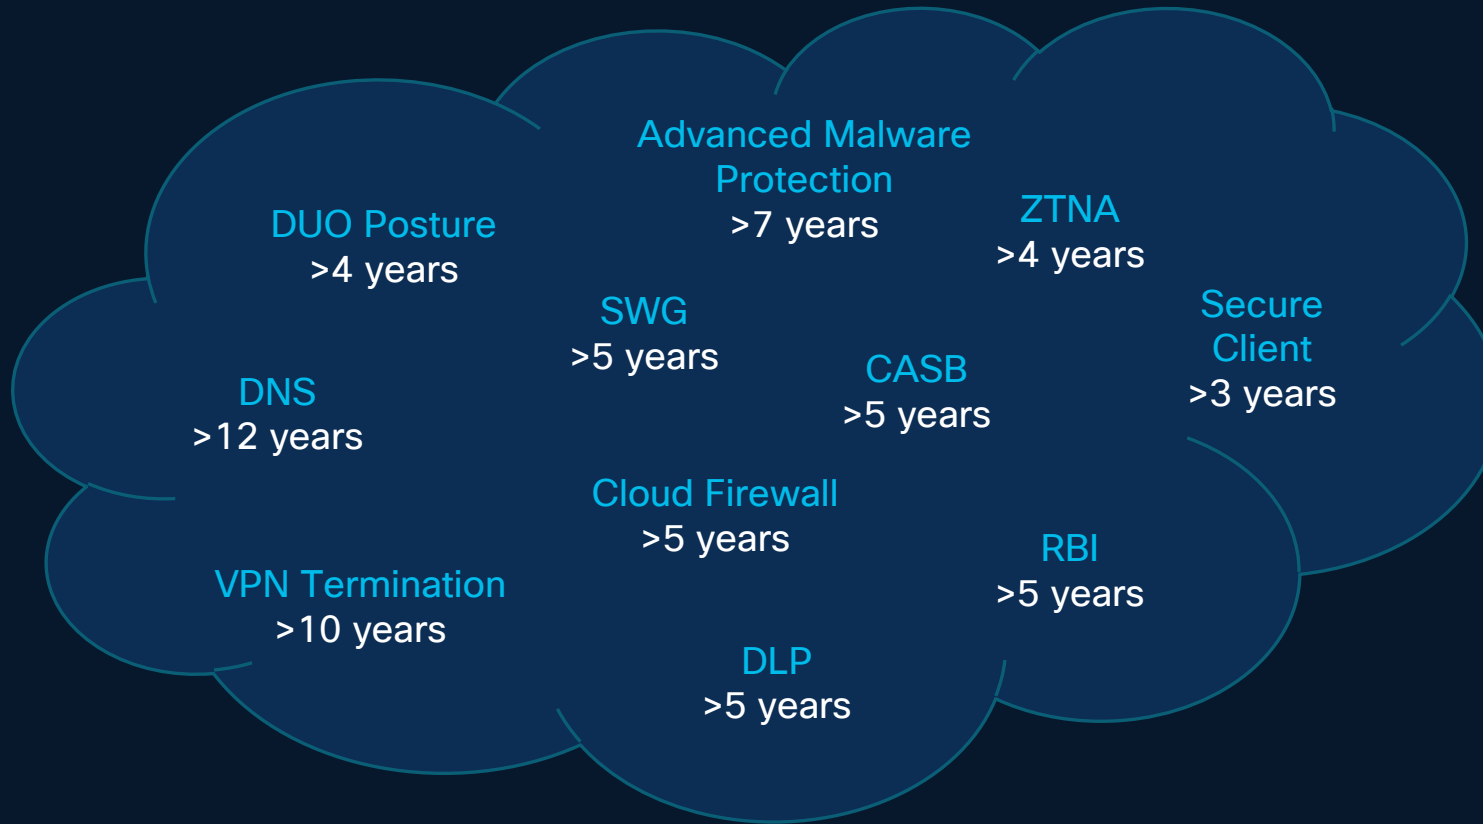 Advanced Malware
Protection
>7 years
DUO Posture
>4 years
ZTNA
>4 years
SWG
>5 years
Secure
Client
>3 years
DNS
>12 years
CASB
>5 years
Cloud Firewall
>5 years
VPN Termination
>10 years
RBI
>5 years
DLP
>5 years